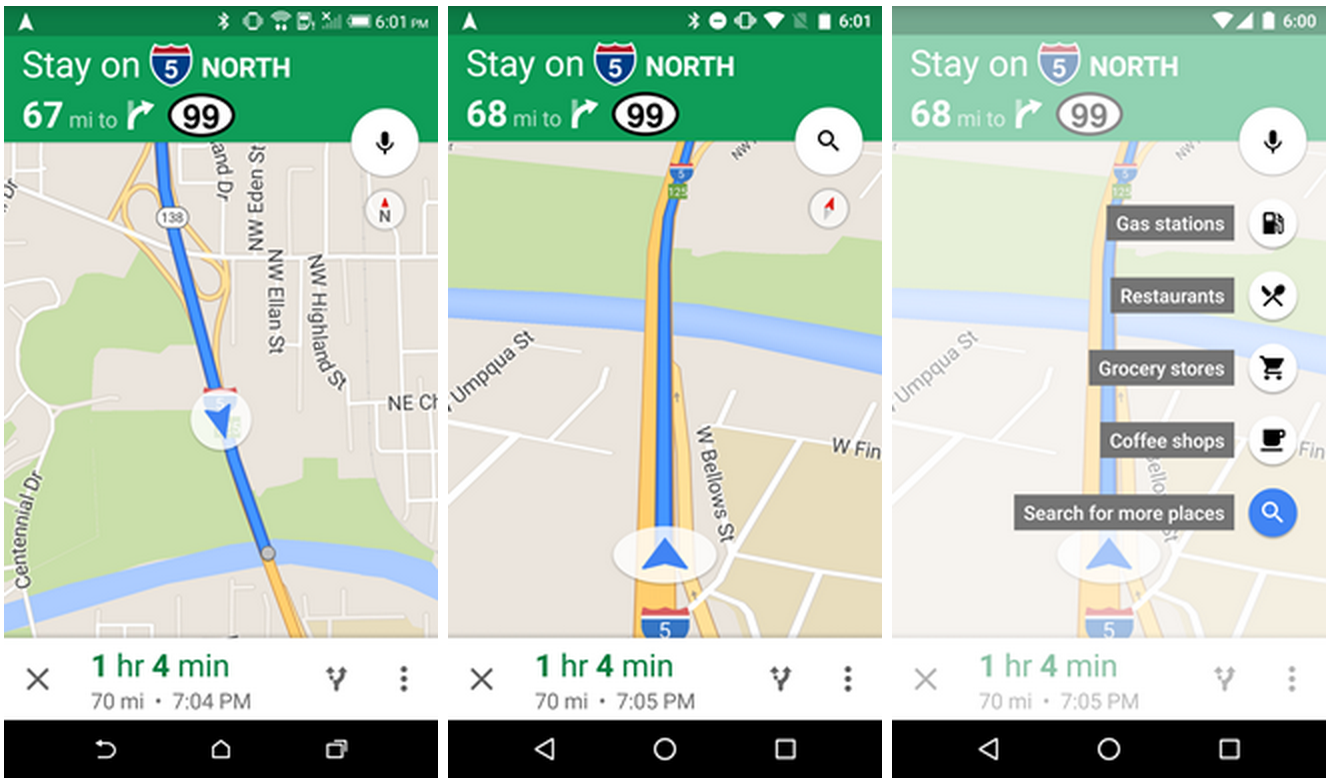 6:01 PM
Stay on 5 NORTH
67 mi to 99
and Dr
NW Eden St
138
N
NW Ellan St
NW Highland St
5
NE Ch
Centennial Dr
1 hr 4 min
70 mi • 7:04 PM
6:01
Stay on 5 NORTH
68 mi to 99
NW
5
125
Umpqua St
W Bellows St
W Fin
5
1 hr 4 min
70 mi • 7:05 PM
6:00
Stay on 5 NORTH
68 mi to 99
NW
5
125
Gas stations
Restaurants
Umpqua St
Grocery stores
Coffee shops
Bellows St
Fin
Search for more places
5
1 hr 4 min
70 mi • 7:05 PM